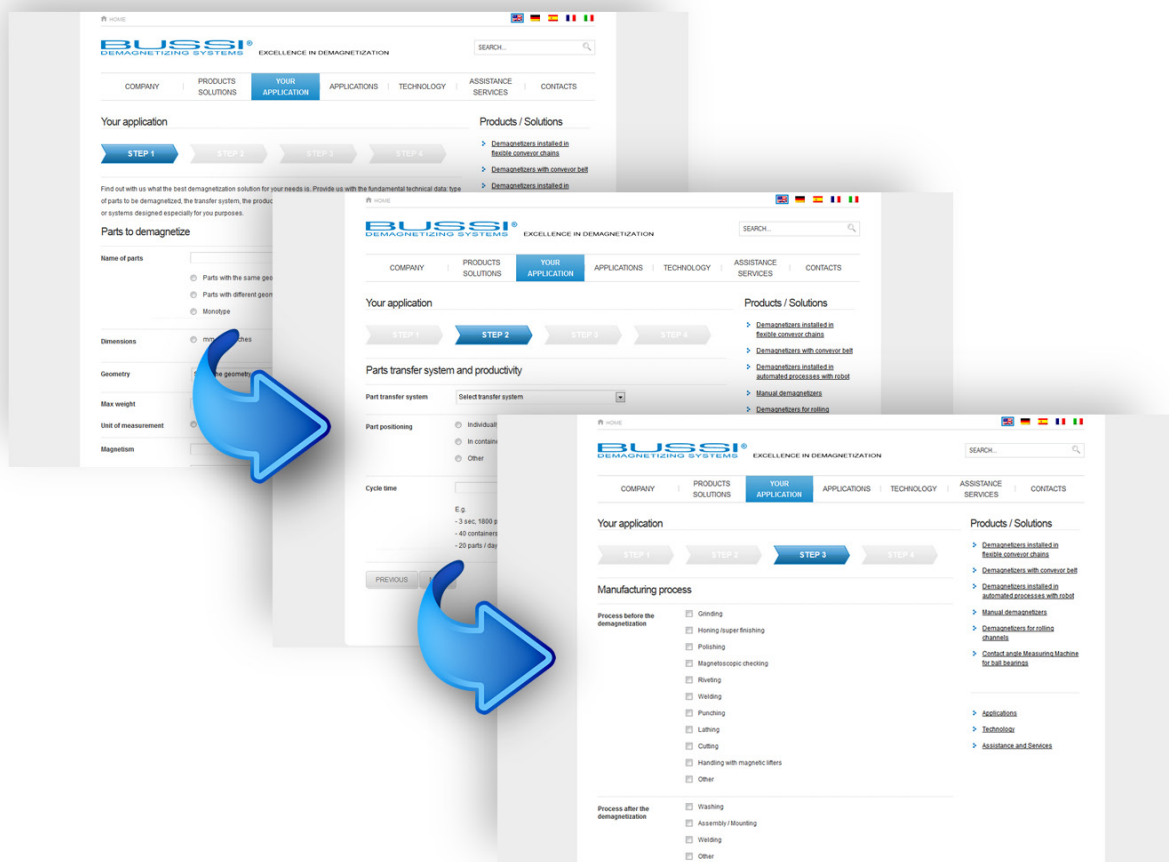 HOME
BUSSI®
DEMAGNETIZING SYSTEMS
EXCELLENCE IN DEMAGNETIZATION
SEARCH...
COMPANY
PRODUCTS
SOLUTIONS
YOUR
APPLICATION
APPLICATIONS
TECHNOLOGY
ASSISTANCE
SERVICES
CONTACTS
Your application
STEP 1
STEP 2
STEP 3
STEP 4
Find out with us what the best demagnetization solution for your needs is. Provide us with the fundamental technical data: type
of parts to be demagnetized, the transfer system, the produc
or systems designed especially for you purposes.
Parts to demagnetize
Name of parts
Parts with the same geo
Parts with different geom
Monotype
Dimensions
mm
ches
Geometry
he geometry
Max weight
Unit of measurement
Magnetism
Products / Solutions
Demagnetizers installed in
flexible conveyor chains
Demagnetizers with conveyor belt
Demagnetizers installed in
HOME
BUSSI®
DEMAGNETIZING SYSTEMS
EXCELLENCE IN DEMAGNETIZATION
SEARCH...
COMPANY
PRODUCTS
SOLUTIONS
YOUR
APPLICATION
APPLICATIONS
TECHNOLOGY
ASSISTANCE
SERVICES
CONTACTS
Your application
STEP 1
STEP 2
STEP 3
STEP 4
Parts transfer system and productivity
Part transfer system
Select transfer system
Part positioning
Individuall
In containe
Other
Cycle time
E.g.
- 3 sec, 1800 p
- 40 containers
- 20 parts / day
PREVIOUS
Products / Solutions
Demagnetizers installed in
flexible conveyor chains
Demagnetizers with conveyor belt
Demagnetizers installed in
automated processes with robot
Manual demagnetizers
Demagnetizers for rolling
HOME
BUSSI®
DEMAGNETIZING SYSTEMS
EXCELLENCE IN DEMAGNETIZATION
SEARCH...
COMPANY
PRODUCTS
SOLUTIONS
YOUR
APPLICATION
APPLICATIONS
TECHNOLOGY
ASSISTANCE
SERVICES
CONTACTS
Your application
STEP 1
STEP 2
STEP 3
STEP 4
Manufacturing process
Process before the
demagnetization
Grinding
Honing /super finishing
Polishing
Magnetoscopic checking
Riveting
Welding
Punching
Lathing
Cutting
Handling with magnetic lifters
Other
Process after the
demagnetization
Washing
Assembly / Mounting
Welding
Other
Products / Solutions
Demagnetizers installed in
flexible conveyor chains
Demagnetizers with conveyor belt
Demagnetizers installed in
automated processes with robot
Manual demagnetizers
Demagnetizers for rolling
channels
Contact angle Measuring Machine
for ball bearings
Applications
Technology
Assistance and Services